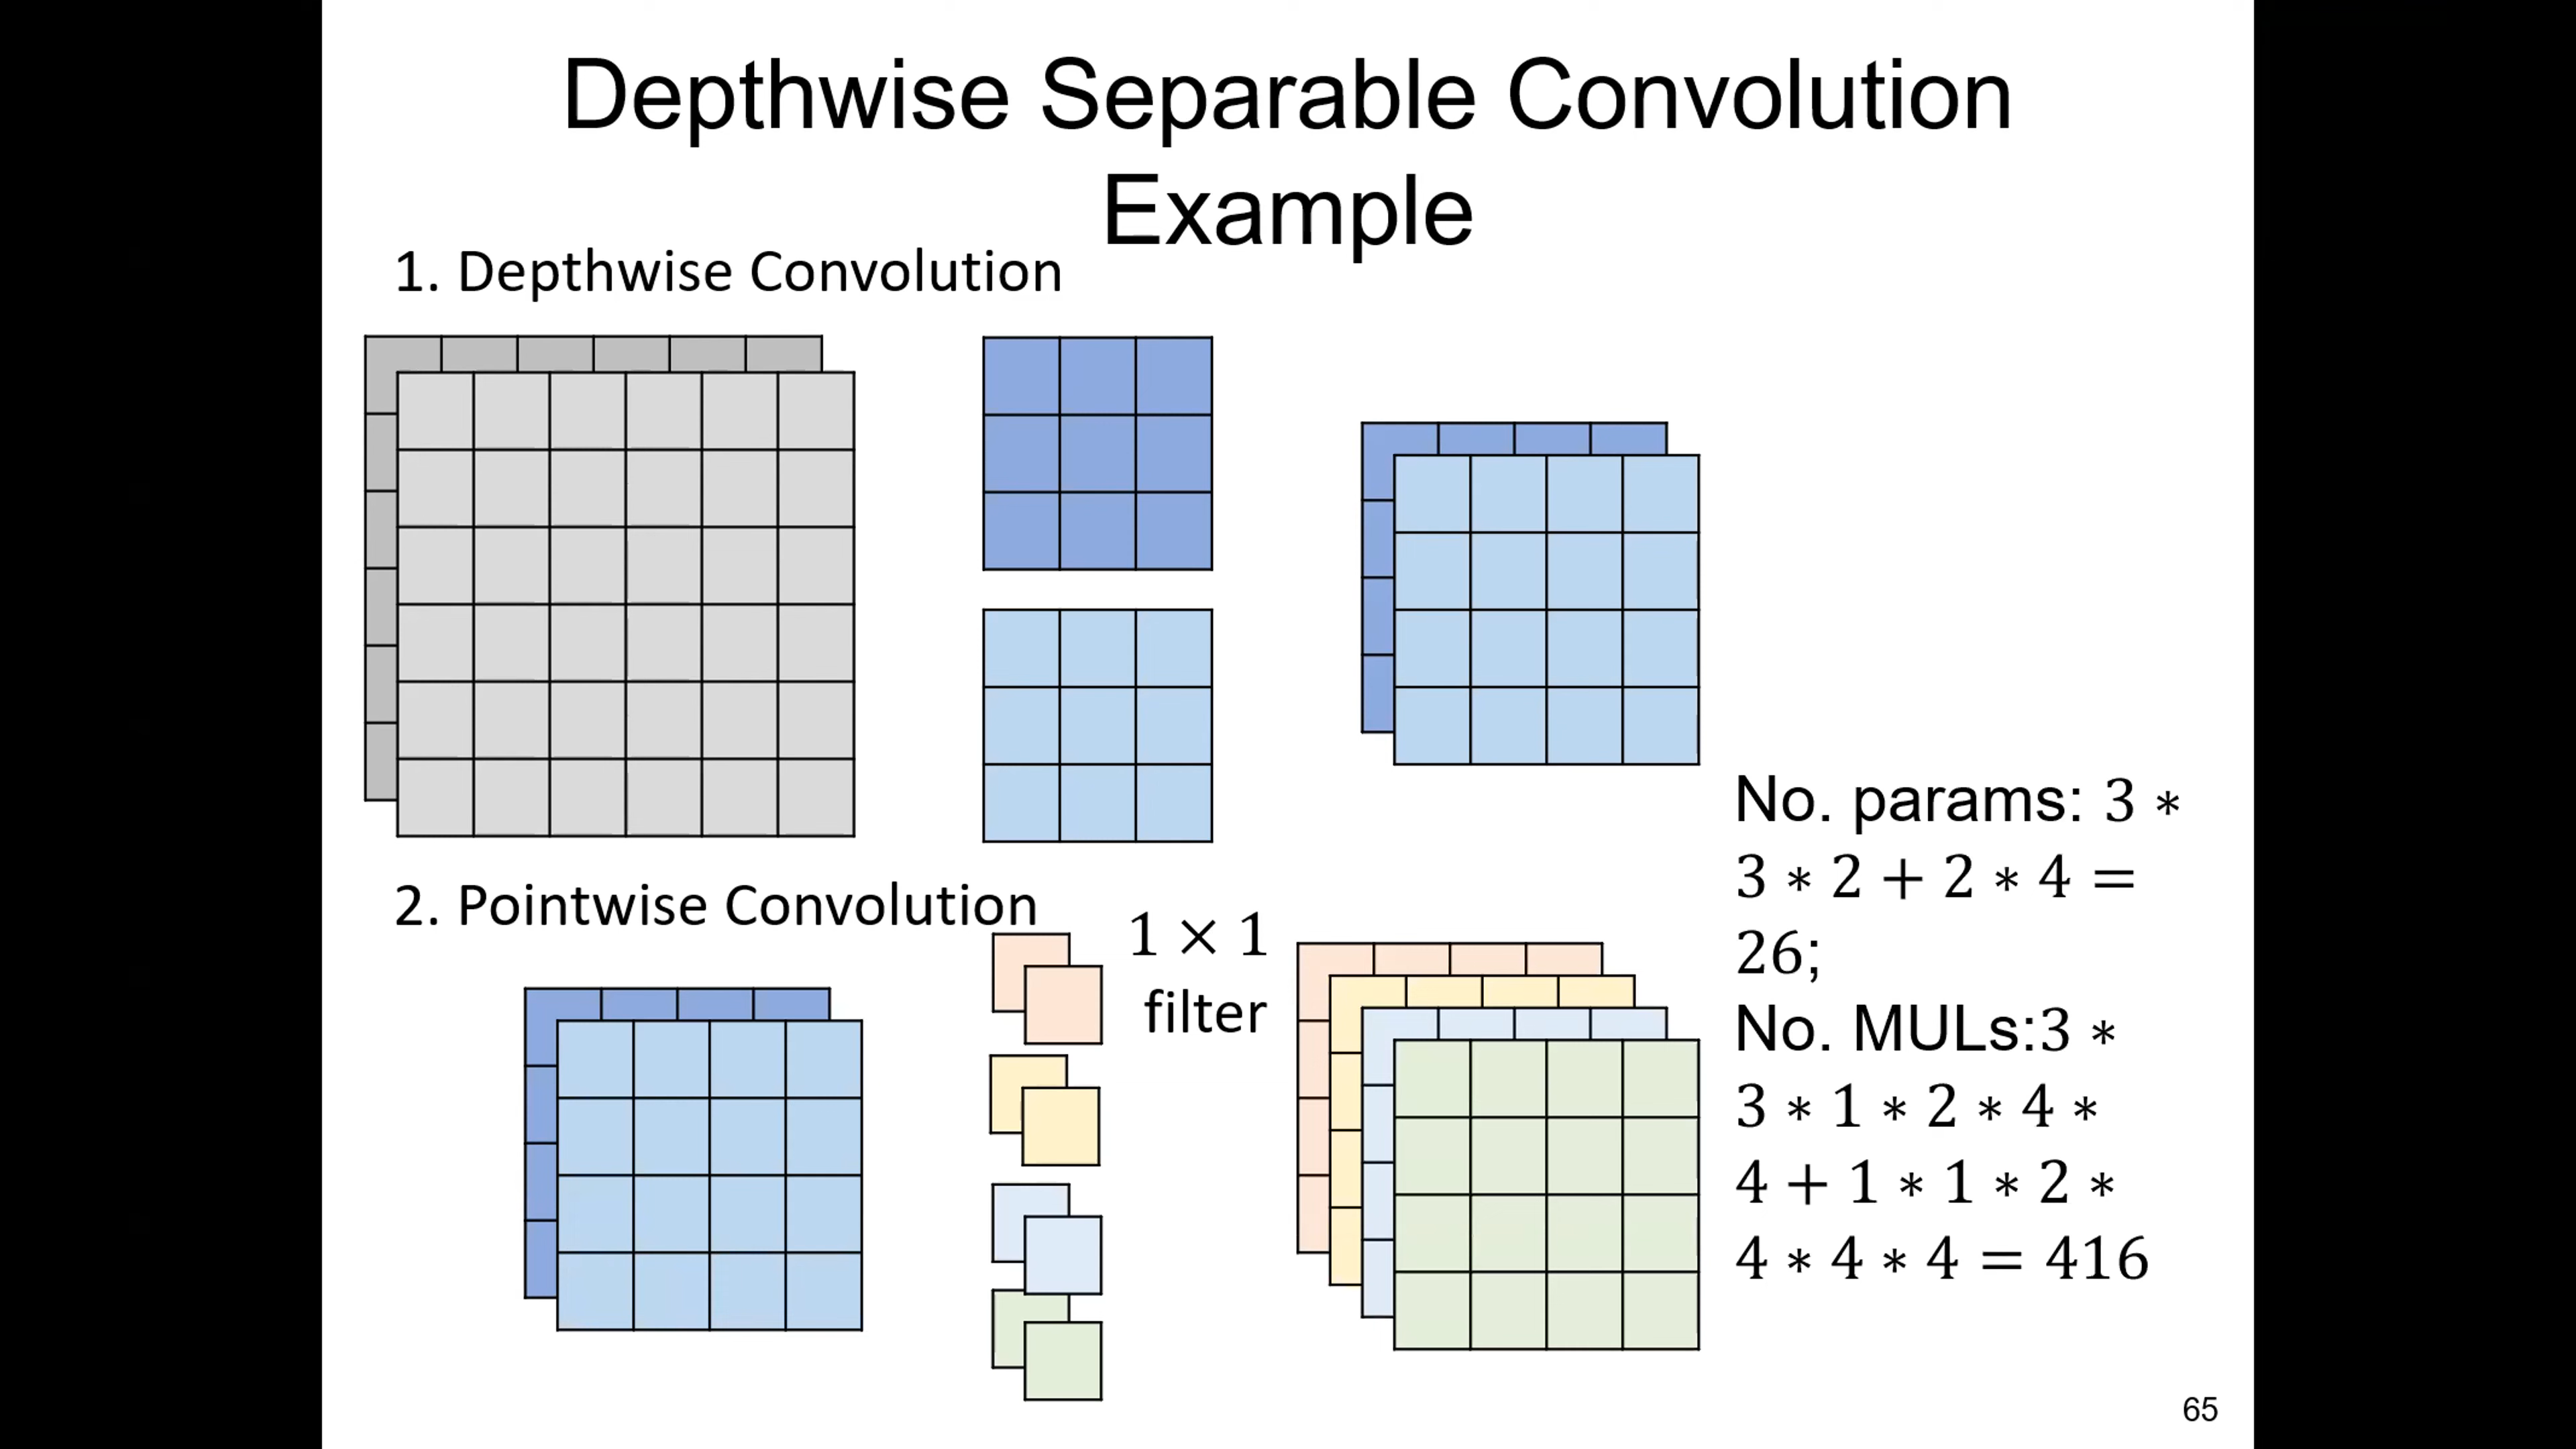 Depthwise Separable Convolution
Example
1. Depthwise Convolution
2. Pointwise Convolution
1 × 1
filter
No. params: 3 ∗
3 ∗ 2 + 2 ∗ 4 =
26;
No. MULs:3 ∗
3 ∗ 1 ∗ 2 ∗ 4 ∗
4 + 1 ∗ 1 ∗ 2 ∗
4 ∗ 4 ∗ 4 = 416
65